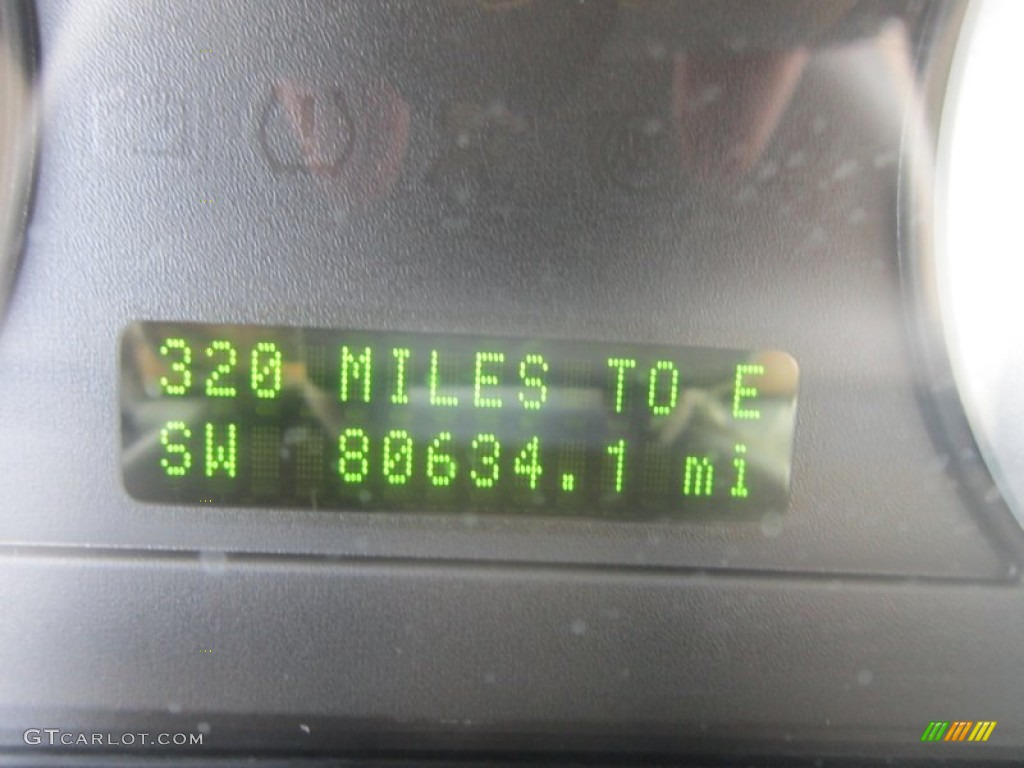 320 MILES TO E
SW 80634.1 mi
GTCARLOT.COM